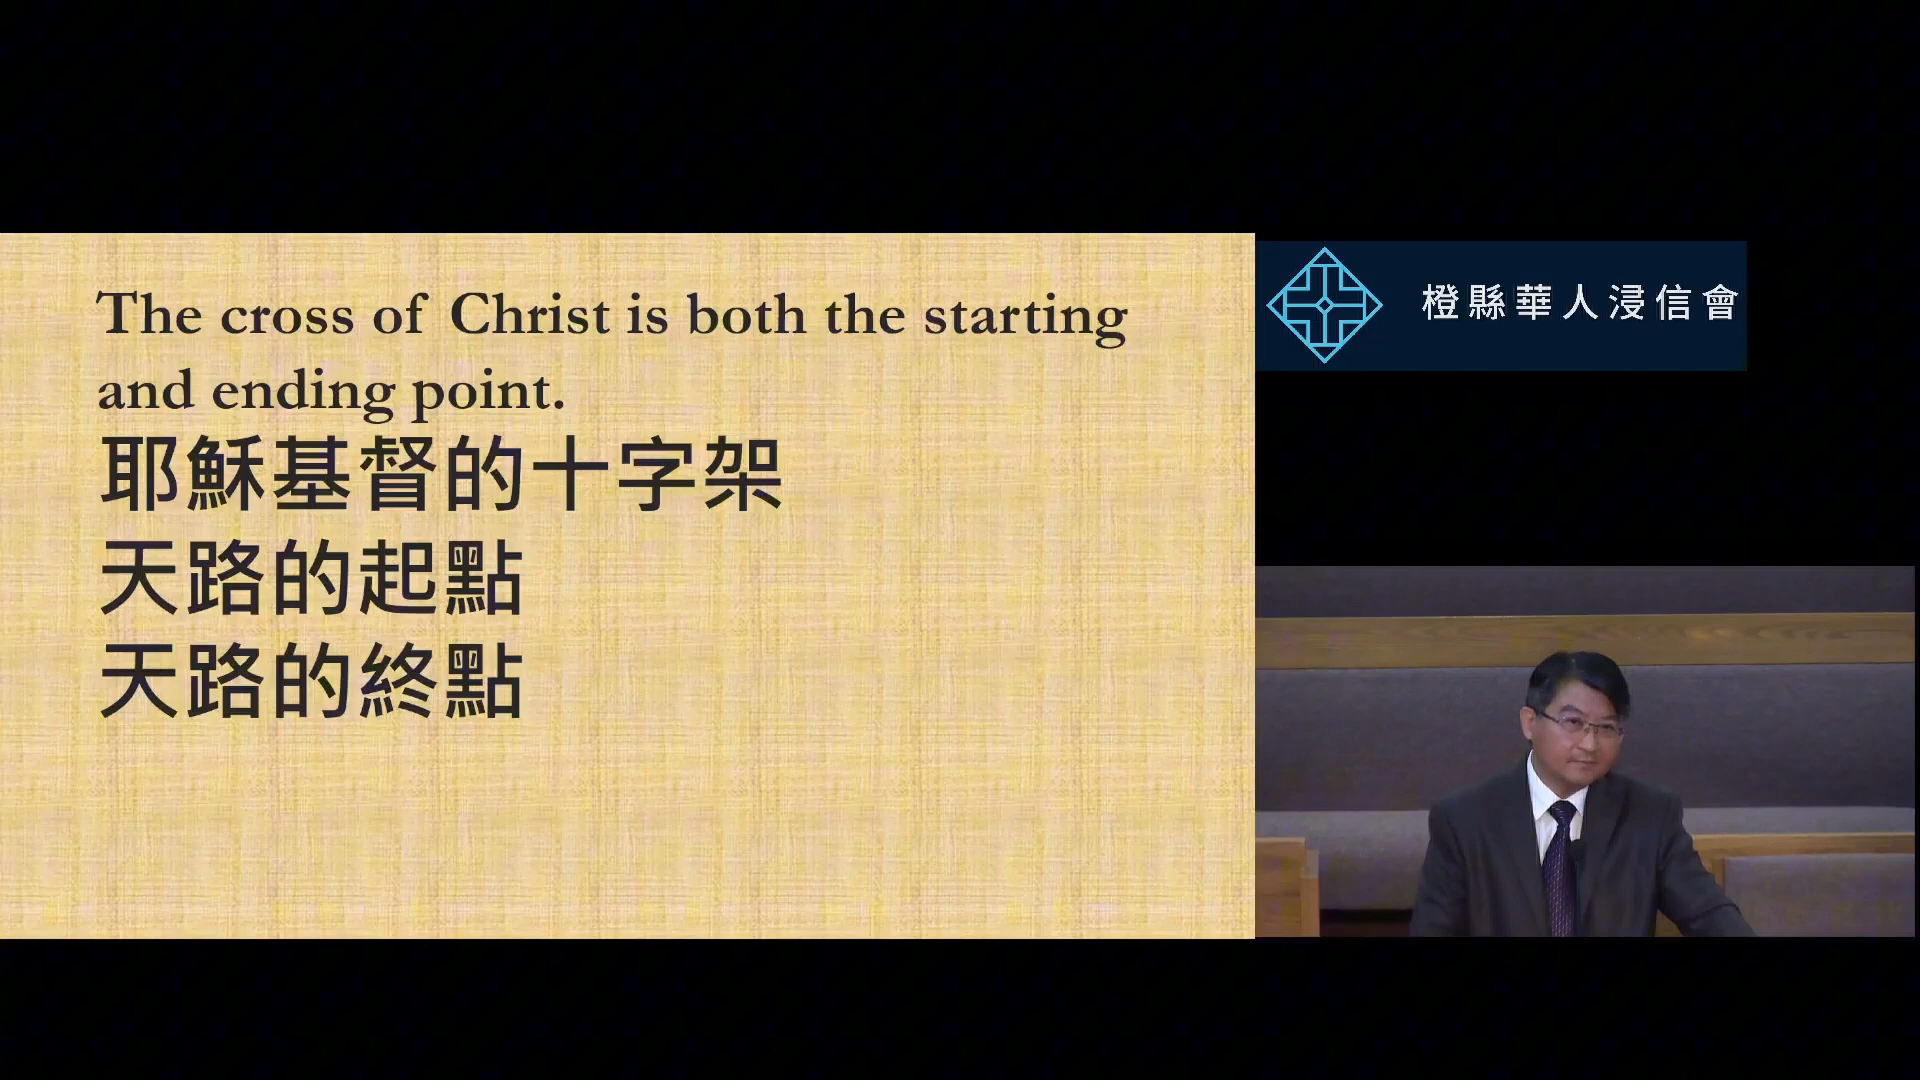 The cross of Christ is both the starting
and ending point.
耶穌基督的十字架
天路的起點
天路的終點
橙縣華人浸信會